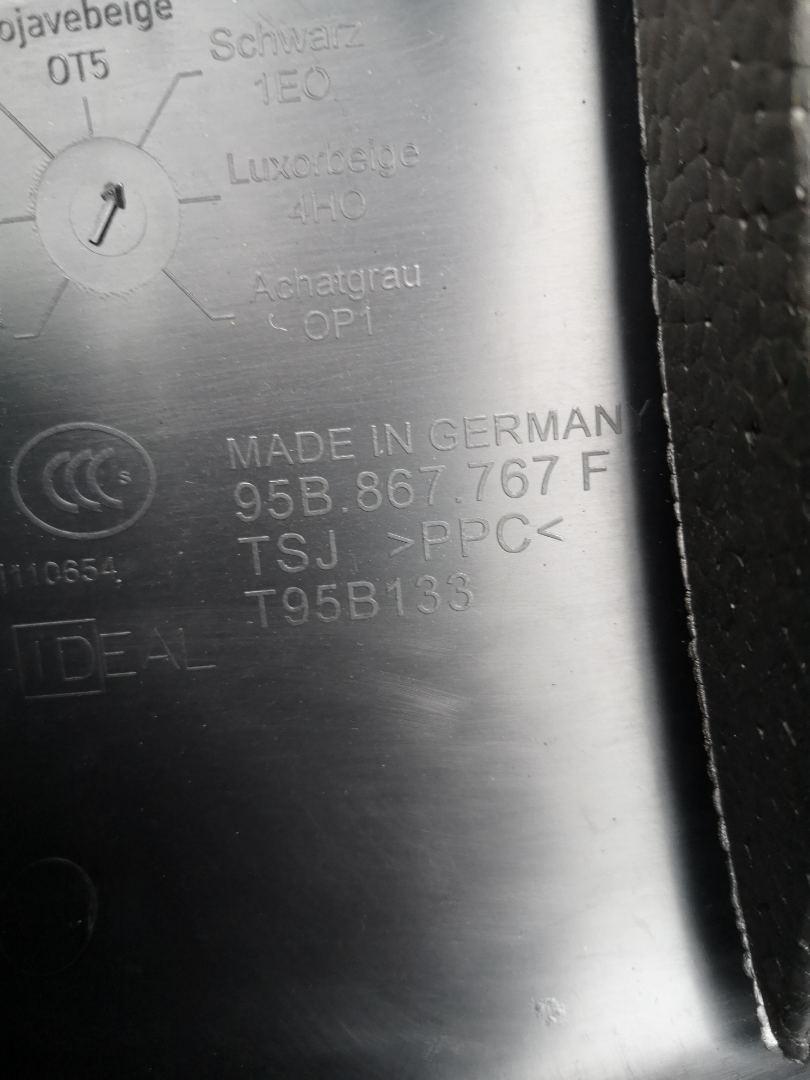 ojavebeige
OT5
Schwarz
1EO
Luxorbeige
4HO
Achatgrau
OP1
MADE IN GERMANY
95B.867.767 F
CCC S
TSJ >PPC<
1110654
T95B133
IDEAL